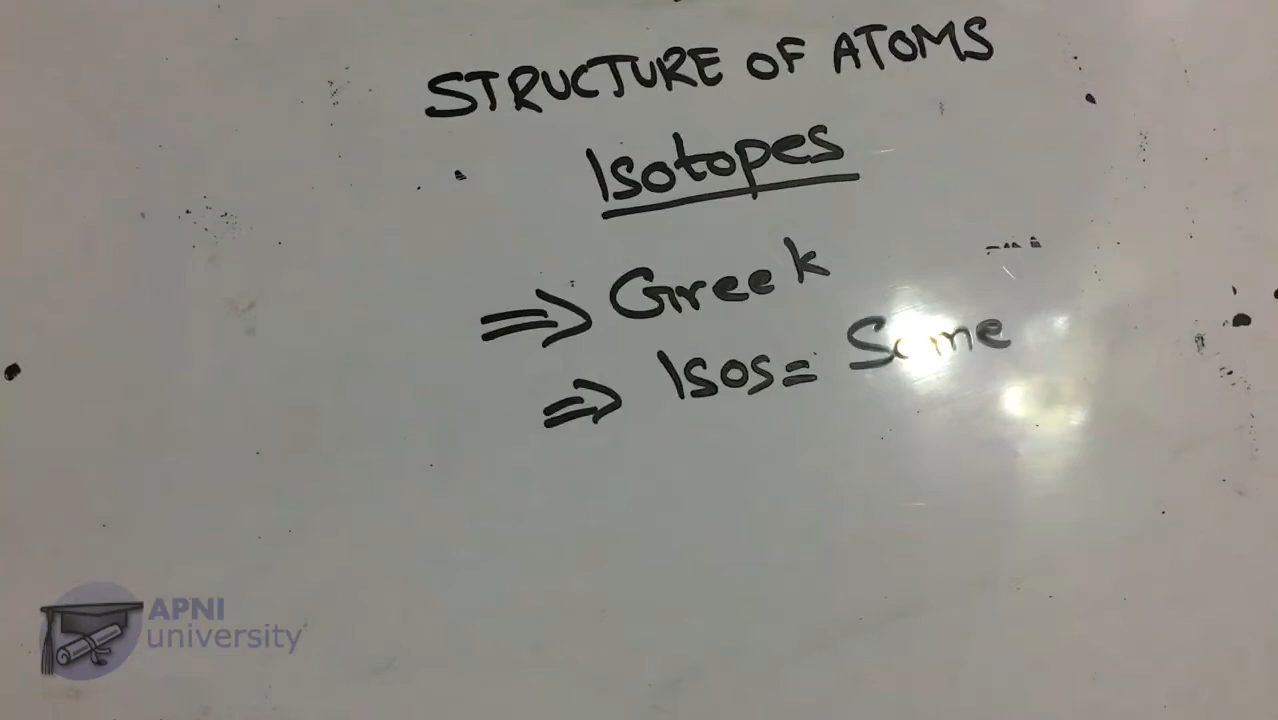 STRUCTURE OF ATOMS
Isotopes
⇒ Greek
⇒ Isos = Same
APNI
university